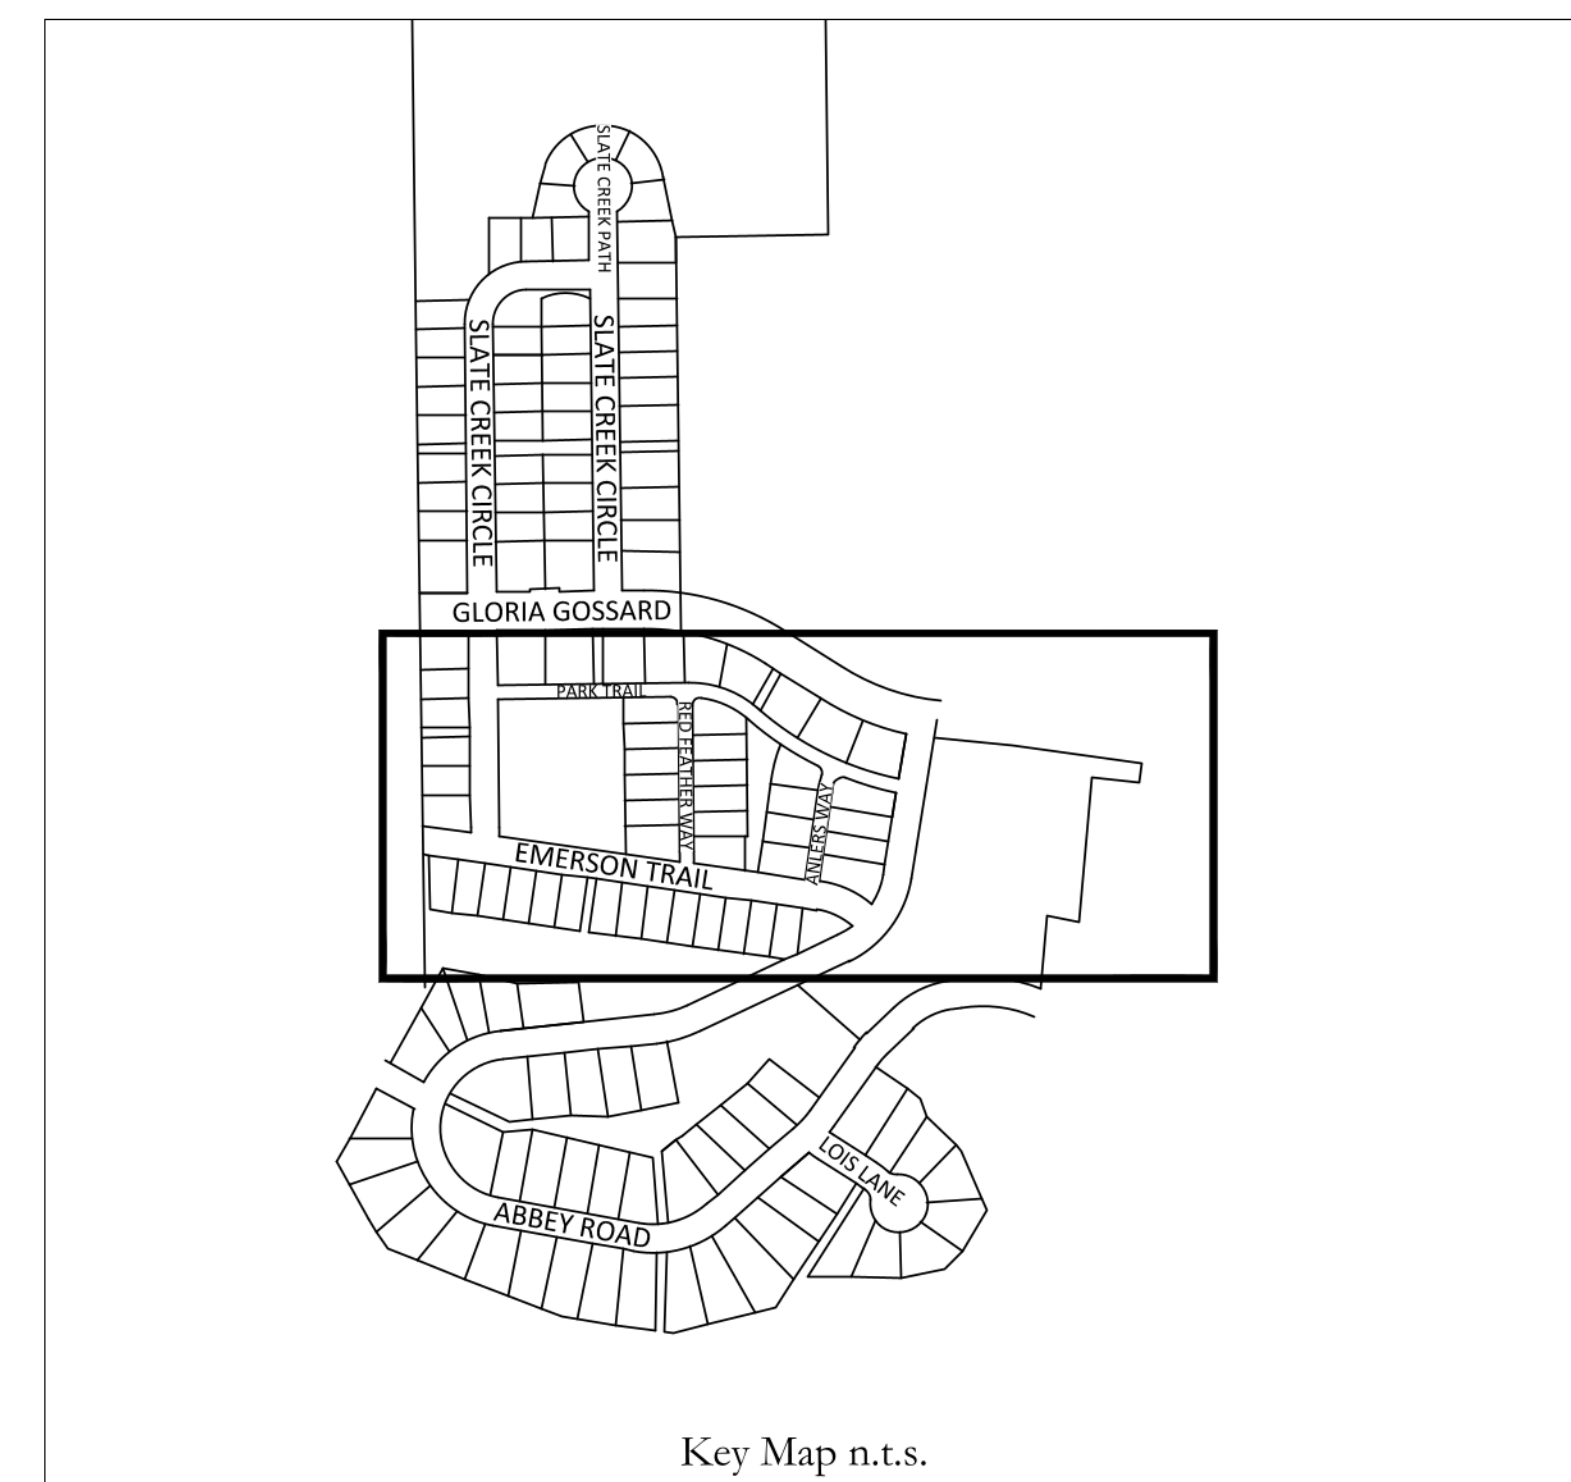 SLATE CREEK PATH
SLATE CREEK CIRCLE
SLATE CREEK CIRCLE
GLORIA GOSSARD
PARK TRAIL
RED FEATHER WAY
ANLERS WAY
EMERSON TRAIL
LOIS LANE
ABBEY ROAD
Key Map n.t.s.